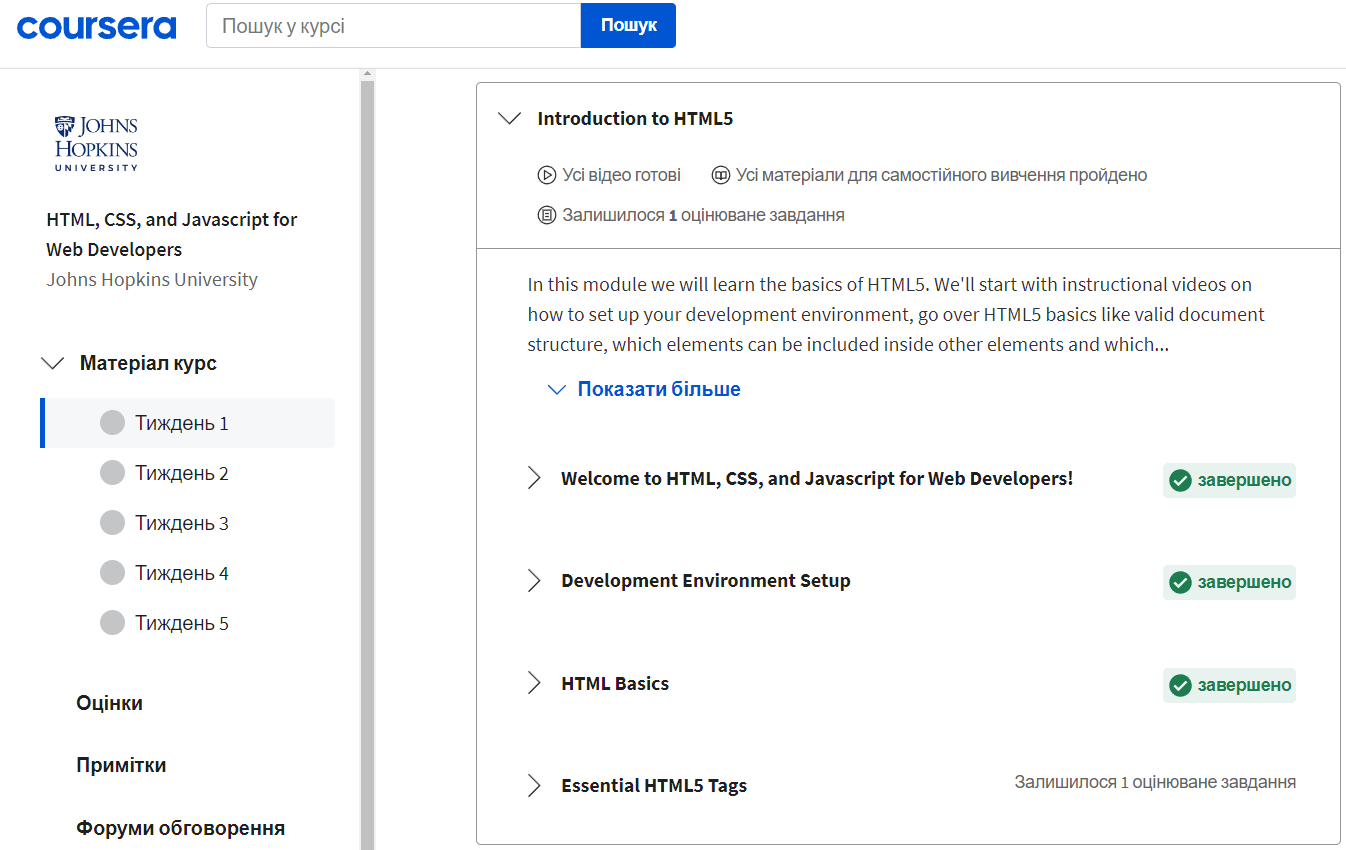 coursera
Пошук у курсі
Пошук
JOHNS
HOPKINS
UNIVERSITY
HTML, CSS, and Javascript for
Web Developers
Johns Hopkins University
Матеріал курс
Тиждень 1
Тиждень 2
Тиждень 3
Тиждень 4
Тиждень 5
Оцінки
Примітки
Форуми обговорення
Introduction to HTML5
Усі відео готові
Усі матеріали для самостійного вивчення пройдено
Залишилося 1 оцінюване завдання
In this module we will learn the basics of HTML5. We'll start with instructional videos on
how to set up your development environment, go over HTML5 basics like valid document
structure, which elements can be included inside other elements and which...
Показати більше
Welcome to HTML, CSS, and Javascript for Web Developers!
завершено
Development Environment Setup
завершено
HTML Basics
завершено
Essential HTML5 Tags
Залишилося 1 оцінюване завдання